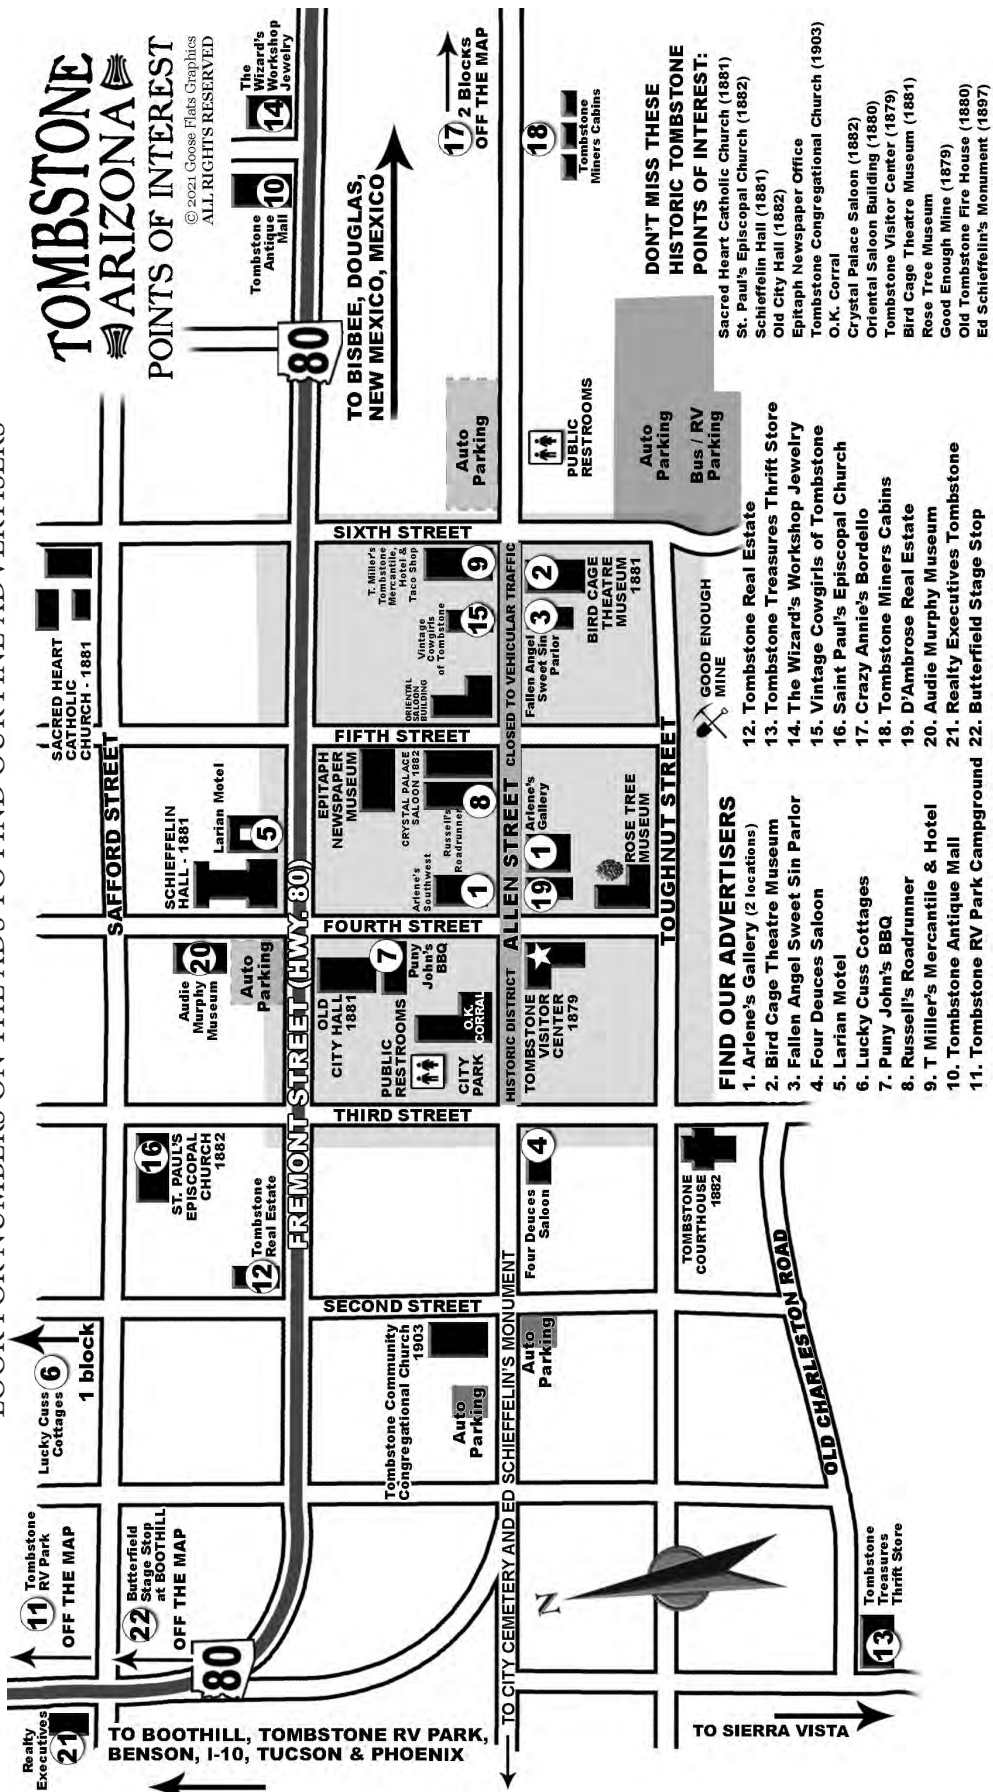 LOOK FOR NUMBERS ON THE ADS TO FIND OUR FINE ADVERTISERS
TOMBSTONE
ARIZONA
POINTS OF INTEREST
© 2021 Goose Flats Graphics
ALL RIGHTS RESERVED
Realty
Executives
21
11
Tombstone
RV Park
OFF THE MAP
22
Butterfield
Stage Stop
at BOOTHILL
OFF THE MAP
80
TO BOOTHILL, TOMBSTONE RV PARK,
BENSON, I-10, TUCSON & PHOENIX
Lucky Cuss
Cottages
6
1 block
SACRED HEART
CATHOLIC
CHURCH - 1881
SAFFORD STREET
16
ST. PAUL'S
EPISCOPAL
CHURCH
1882
12
Tombstone
Real Estate
Audie
Murphy
Museum
20
Auto
Parking
SCHIEFFELIN
HALL - 1881
Larian Motel
5
Tombstone
Antique
Mall
10
14
The
Wizard's
Workshop
Jewelry
FREMONT STREET (HWY. 80)
80
TO BISBEE, DOUGLAS,
NEW MEXICO, MEXICO
SECOND STREET
THIRD STREET
FOURTH STREET
FIFTH STREET
SIXTH STREET
Tombstone Community
Congregational Church
1903
Auto
Parking
OLD
CITY HALL
1881
7
Puny
John's
BBQ
PUBLIC
RESTROOMS
CITY
PARK
O.K.
CORRAL
EPITAPH
NEWSPAPER
MUSEUM
CRYSTAL PALACE
SALOON 1882
Arlene's
Southwest
1
Russell's
Roadrunner
8
ORIENTAL
SALOON
BUILDING
Vintage
Cowgirls
of Tombstone
15
T. Miller's
Tombstone
Mercantile,
Hotel &
Taco Shop
9
Auto
Parking
17
2 Blocks
OFF THE MAP
TO CITY CEMETERY AND ED SCHIEFFELIN'S MONUMENT
HISTORIC DISTRICT
ALLEN STREET
CLOSED TO VEHICULAR TRAFFIC
N
Auto
Parking
Four Deuces
Saloon
4
TOMBSTONE
VISITOR
CENTER
1879
19
1
Arlene's
Gallery
ROSE TREE
MUSEUM
Fallen Angel
Sweet Sin
Parlor
3
2
BIRD CAGE
THEATRE
MUSEUM
1881
PUBLIC
RESTROOMS
18
Tombstone
Miners Cabins
Auto
Parking
Bus / RV
Parking
TOUGHNUT STREET
GOOD ENOUGH
MINE
TOMBSTONE
COURTHOUSE
1882
OLD CHARLESTON ROAD
TO SIERRA VISTA
13
Tombstone
Treasures
Thrift Store
FIND OUR ADVERTISERS
1. Arlene's Gallery (2 locations)
2. Bird Cage Theatre Museum
3. Fallen Angel Sweet Sin Parlor
4. Four Deuces Saloon
5. Larian Motel
6. Lucky Cuss Cottages
7. Puny John's BBQ
8. Russell's Roadrunner
9. T Miller's Mercantile & Hotel
10. Tombstone Antique Mall
11. Tombstone RV Park Campground
12. Tombstone Real Estate
13. Tombstone Treasures Thrift Store
14. The Wizard's Workshop Jewelry
15. Vintage Cowgirls of Tombstone
16. Saint Paul's Episcopal Church
17. Crazy Annie's Bordello
18. Tombstone Miners Cabins
19. D'Ambrose Real Estate
20. Audie Murphy Museum
21. Realty Executives Tombstone
22. Butterfield Stage Stop
DON'T MISS THESE
HISTORIC TOMBSTONE
POINTS OF INTEREST:
Sacred Heart Catholic Church (1881)
St. Paul's Episcopal Church (1882)
Schieffelin Hall (1881)
Old City Hall (1882)
Epitaph Newspaper Office
Tombstone Congregational Church (1903)
O.K. Corral
Crystal Palace Saloon (1882)
Oriental Saloon Building (1880)
Tombstone Visitor Center (1879)
Bird Cage Theatre Museum (1881)
Rose Tree Museum
Good Enough Mine (1879)
Old Tombstone Fire House (1880)
Ed Schieffelin's Monument (1897)